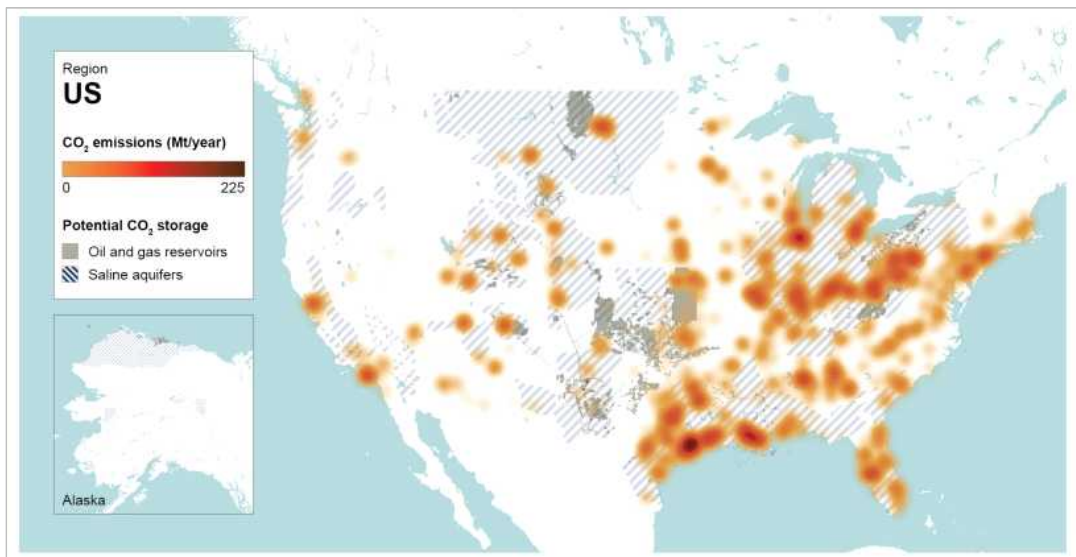 Region
US
CO₂ emissions (Mt/year)
0 225
Potential CO₂ storage
Oil and gas reservoirs
Saline aquifers
Alaska